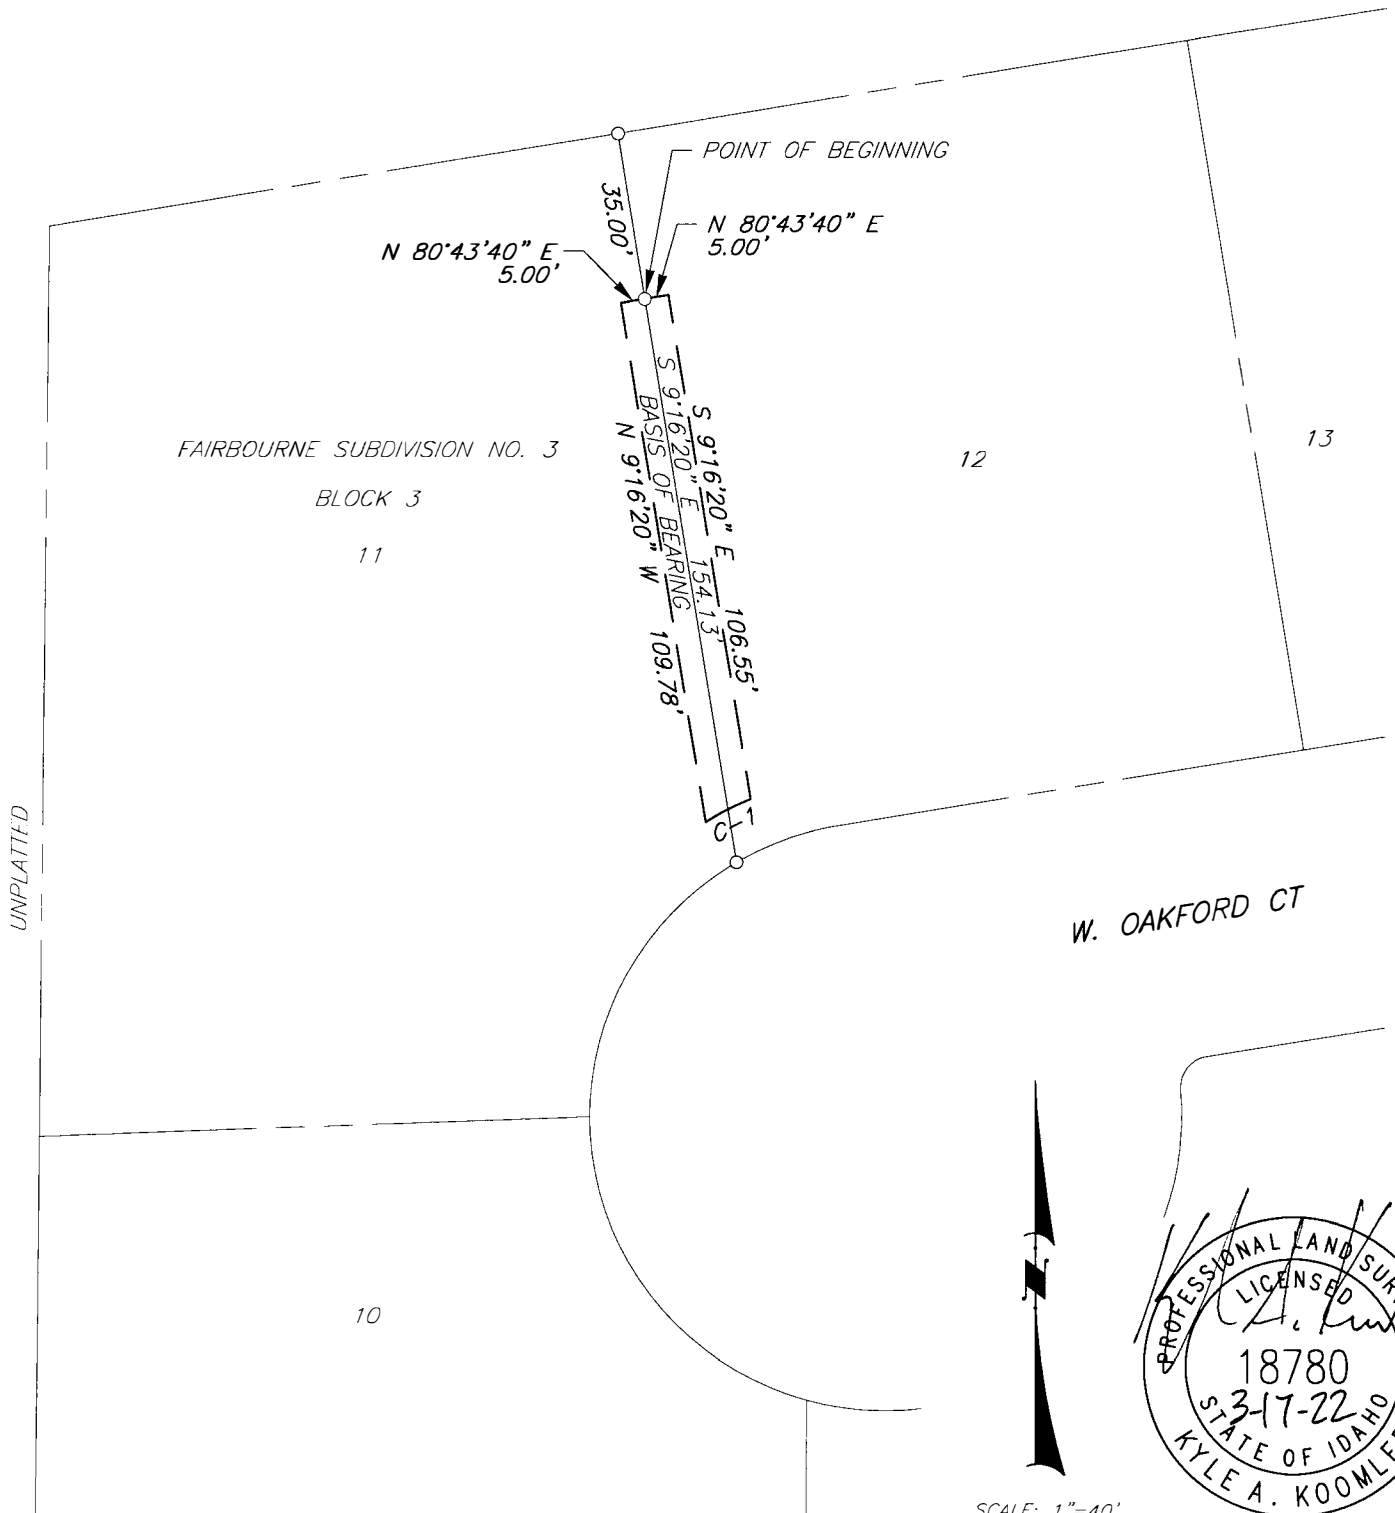 POINT OF BEGINNING
35.00'
N 80°43'40" E
5.00'
N 80°43'40" E
5.00'
S 9°16'20" E 106.55'
S 9°16'20" E 154.13'
BASIS OF BEARING
N 9°16'20" W 109.78'
FAIRBOURNE SUBDIVISION NO. 3
BLOCK 3
11
12
13
C-1
UNPLATTED
W. OAKFORD CT
10
PROFESSIONAL LAND SUR
LICENSED
18780
3-17-22
STATE OF IDAHO
KYLE A. KOOMLE
SCALE: 1"=40'